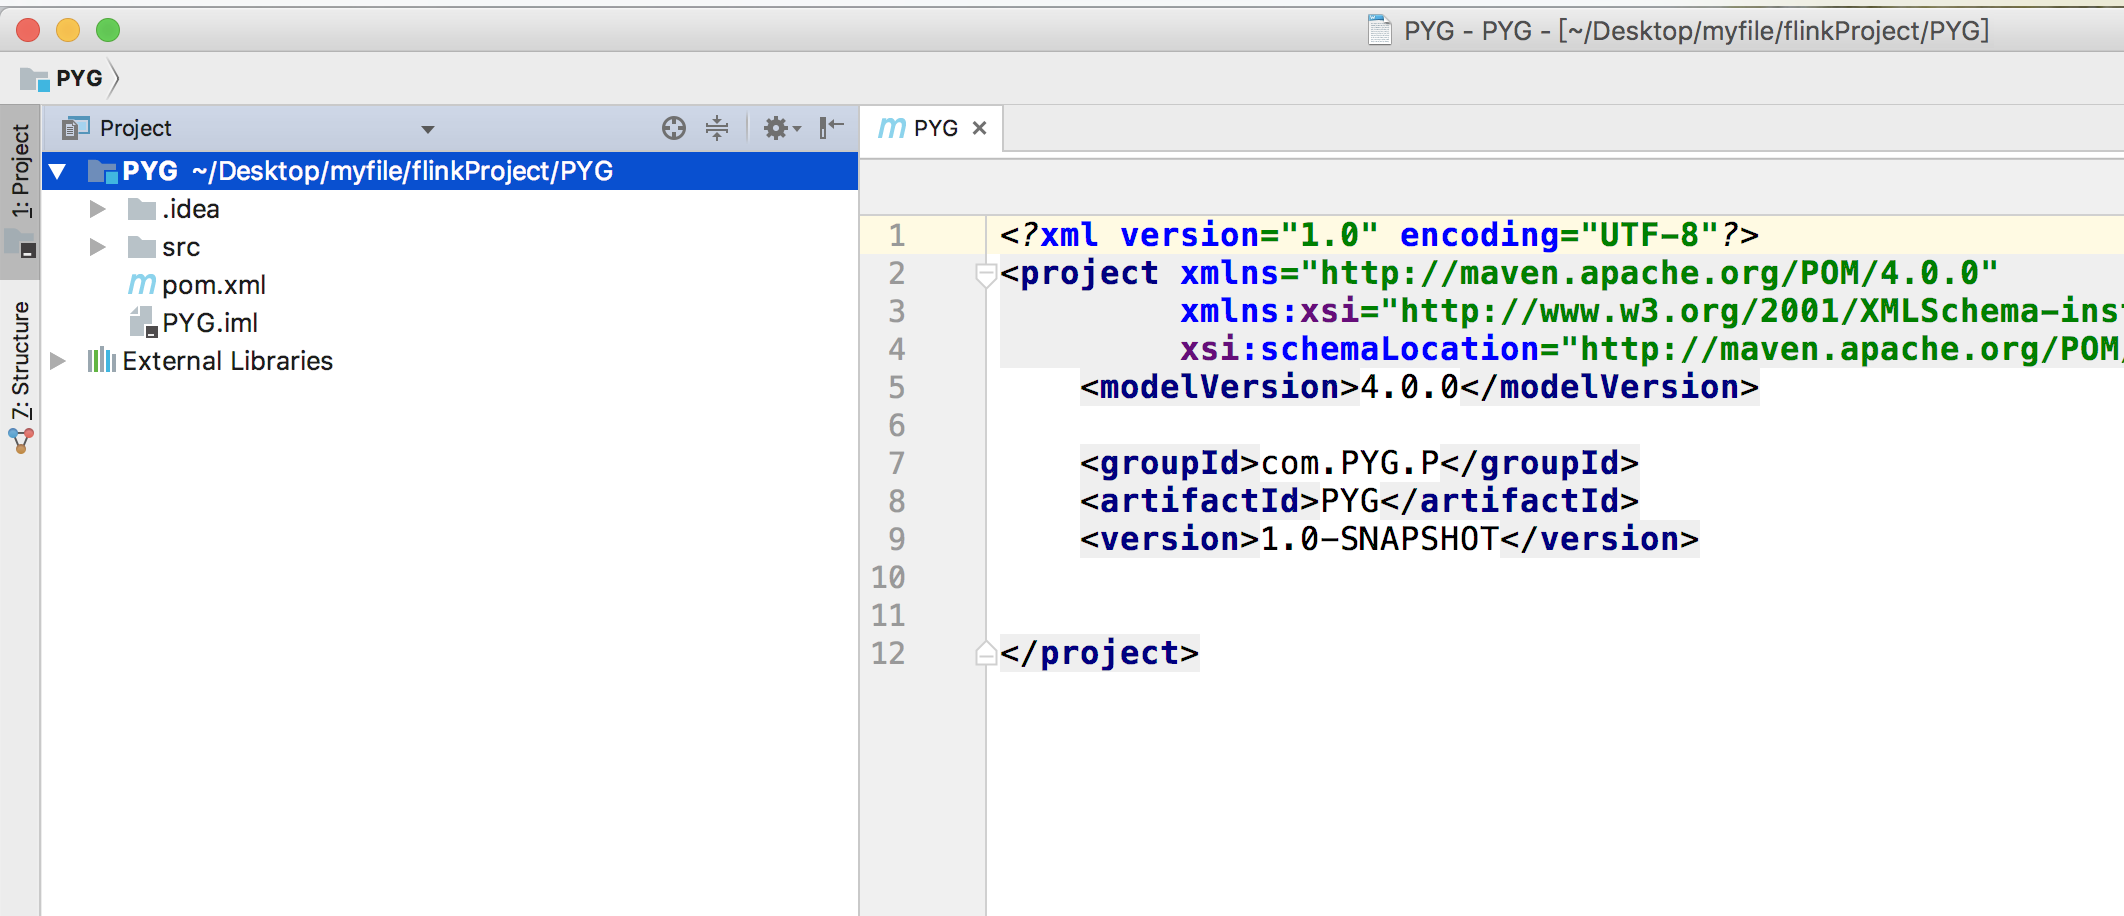 PYG - PYG - [~/Desktop/myfile/flinkProject/PYG]
PYG
1: Project
7: Structure
Project
PYG ~/Desktop/myfile/flinkProject/PYG
.idea
src
m pom.xml
PYG.iml
External Libraries
m PYG ×
1 <?xml version="1.0" encoding="UTF-8"?>
2 <project xmlns="http://maven.apache.org/POM/4.0.0"
3 xmlns:xsi="http://www.w3.org/2001/XMLSchema-inst
4 xsi:schemaLocation="http://maven.apache.org/POM/
5 <modelVersion>4.0.0</modelVersion>
6
7 <groupId>com.PYG.P</groupId>
8 <artifactId>PYG</artifactId>
9 <version>1.0-SNAPSHOT</version>
10
11
12 </project>